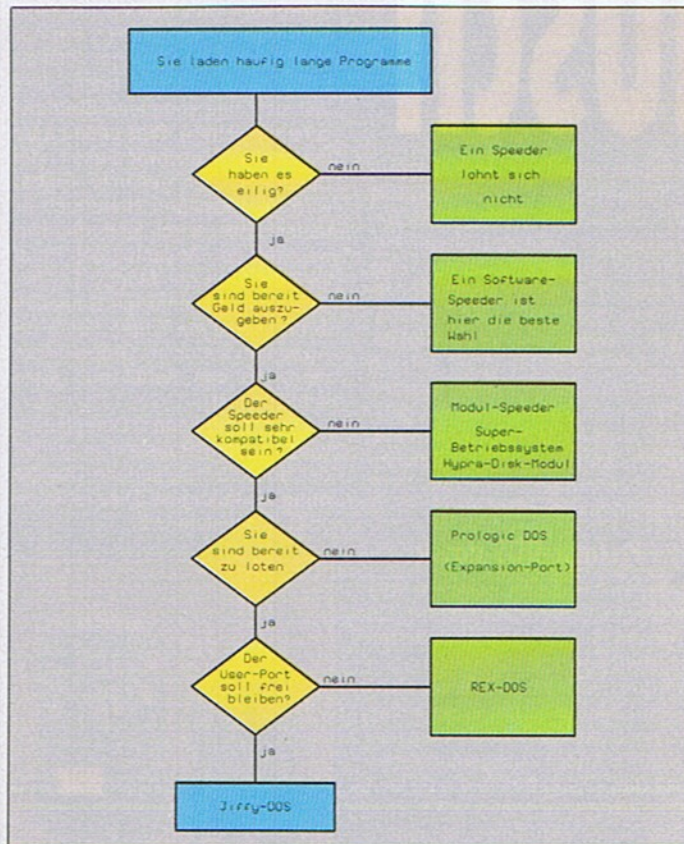 Sie laden haufig lange Programme
Sie
haben es
eilig?
nein
Ein Speeder
lohnt sich
nicht
ja
Sie
sind bereit
Geld auszu-
geben?
nein
Ein Software-
Speeder ist
hier die beste
Wahl
ja
Der
Speeder
soll sehr
kompatibel
sein?
nein
Modul-Speeder
Super-
Betriebssystem
Hypra-Disk-Modul
ja
Sie
sind bereit
zu loten
nein
Prologic DOS
(Expansion-Port)
ja
Der
User-Port
soll frei
bleiben?
nein
REX-DOS
ja
Jiffy-DOS